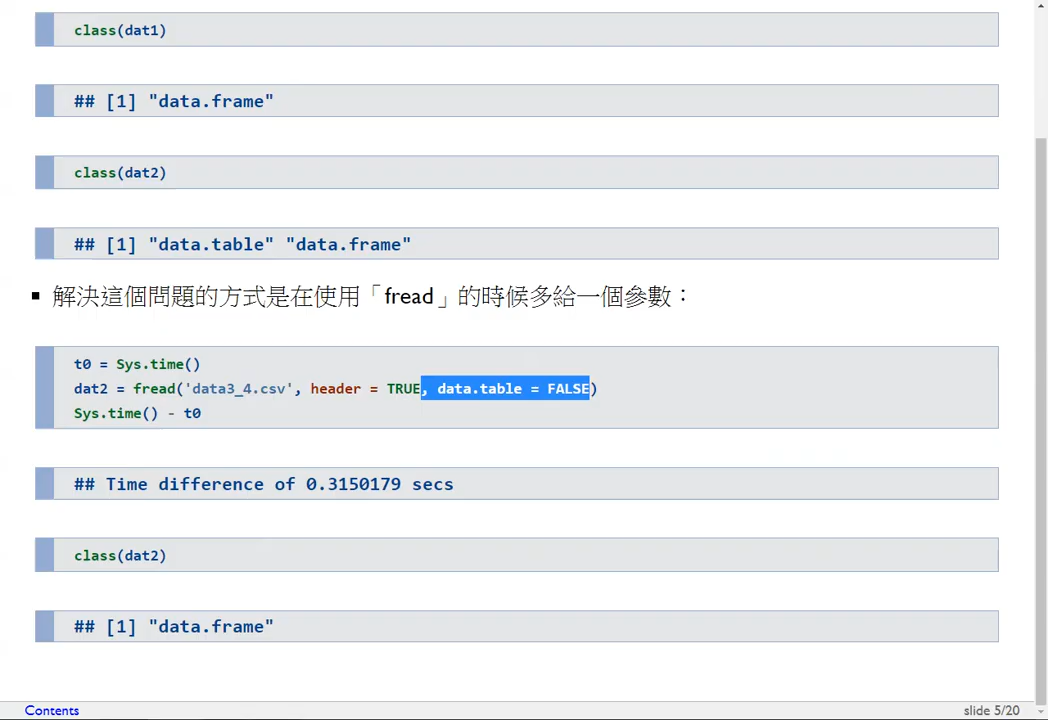 class(dat1)
## [1] "data.frame"
class(dat2)
## [1] "data.table" "data.frame"
▪ 解決這個問題的方式是在使用「fread」的時候多給一個參數：
t0 = Sys.time()
dat2 = fread('data3_4.csv', header = TRUE, data.table = FALSE)
Sys.time() - t0
## Time difference of 0.3150179 secs
class(dat2)
## [1] "data.frame"
Contents
slide 5/20